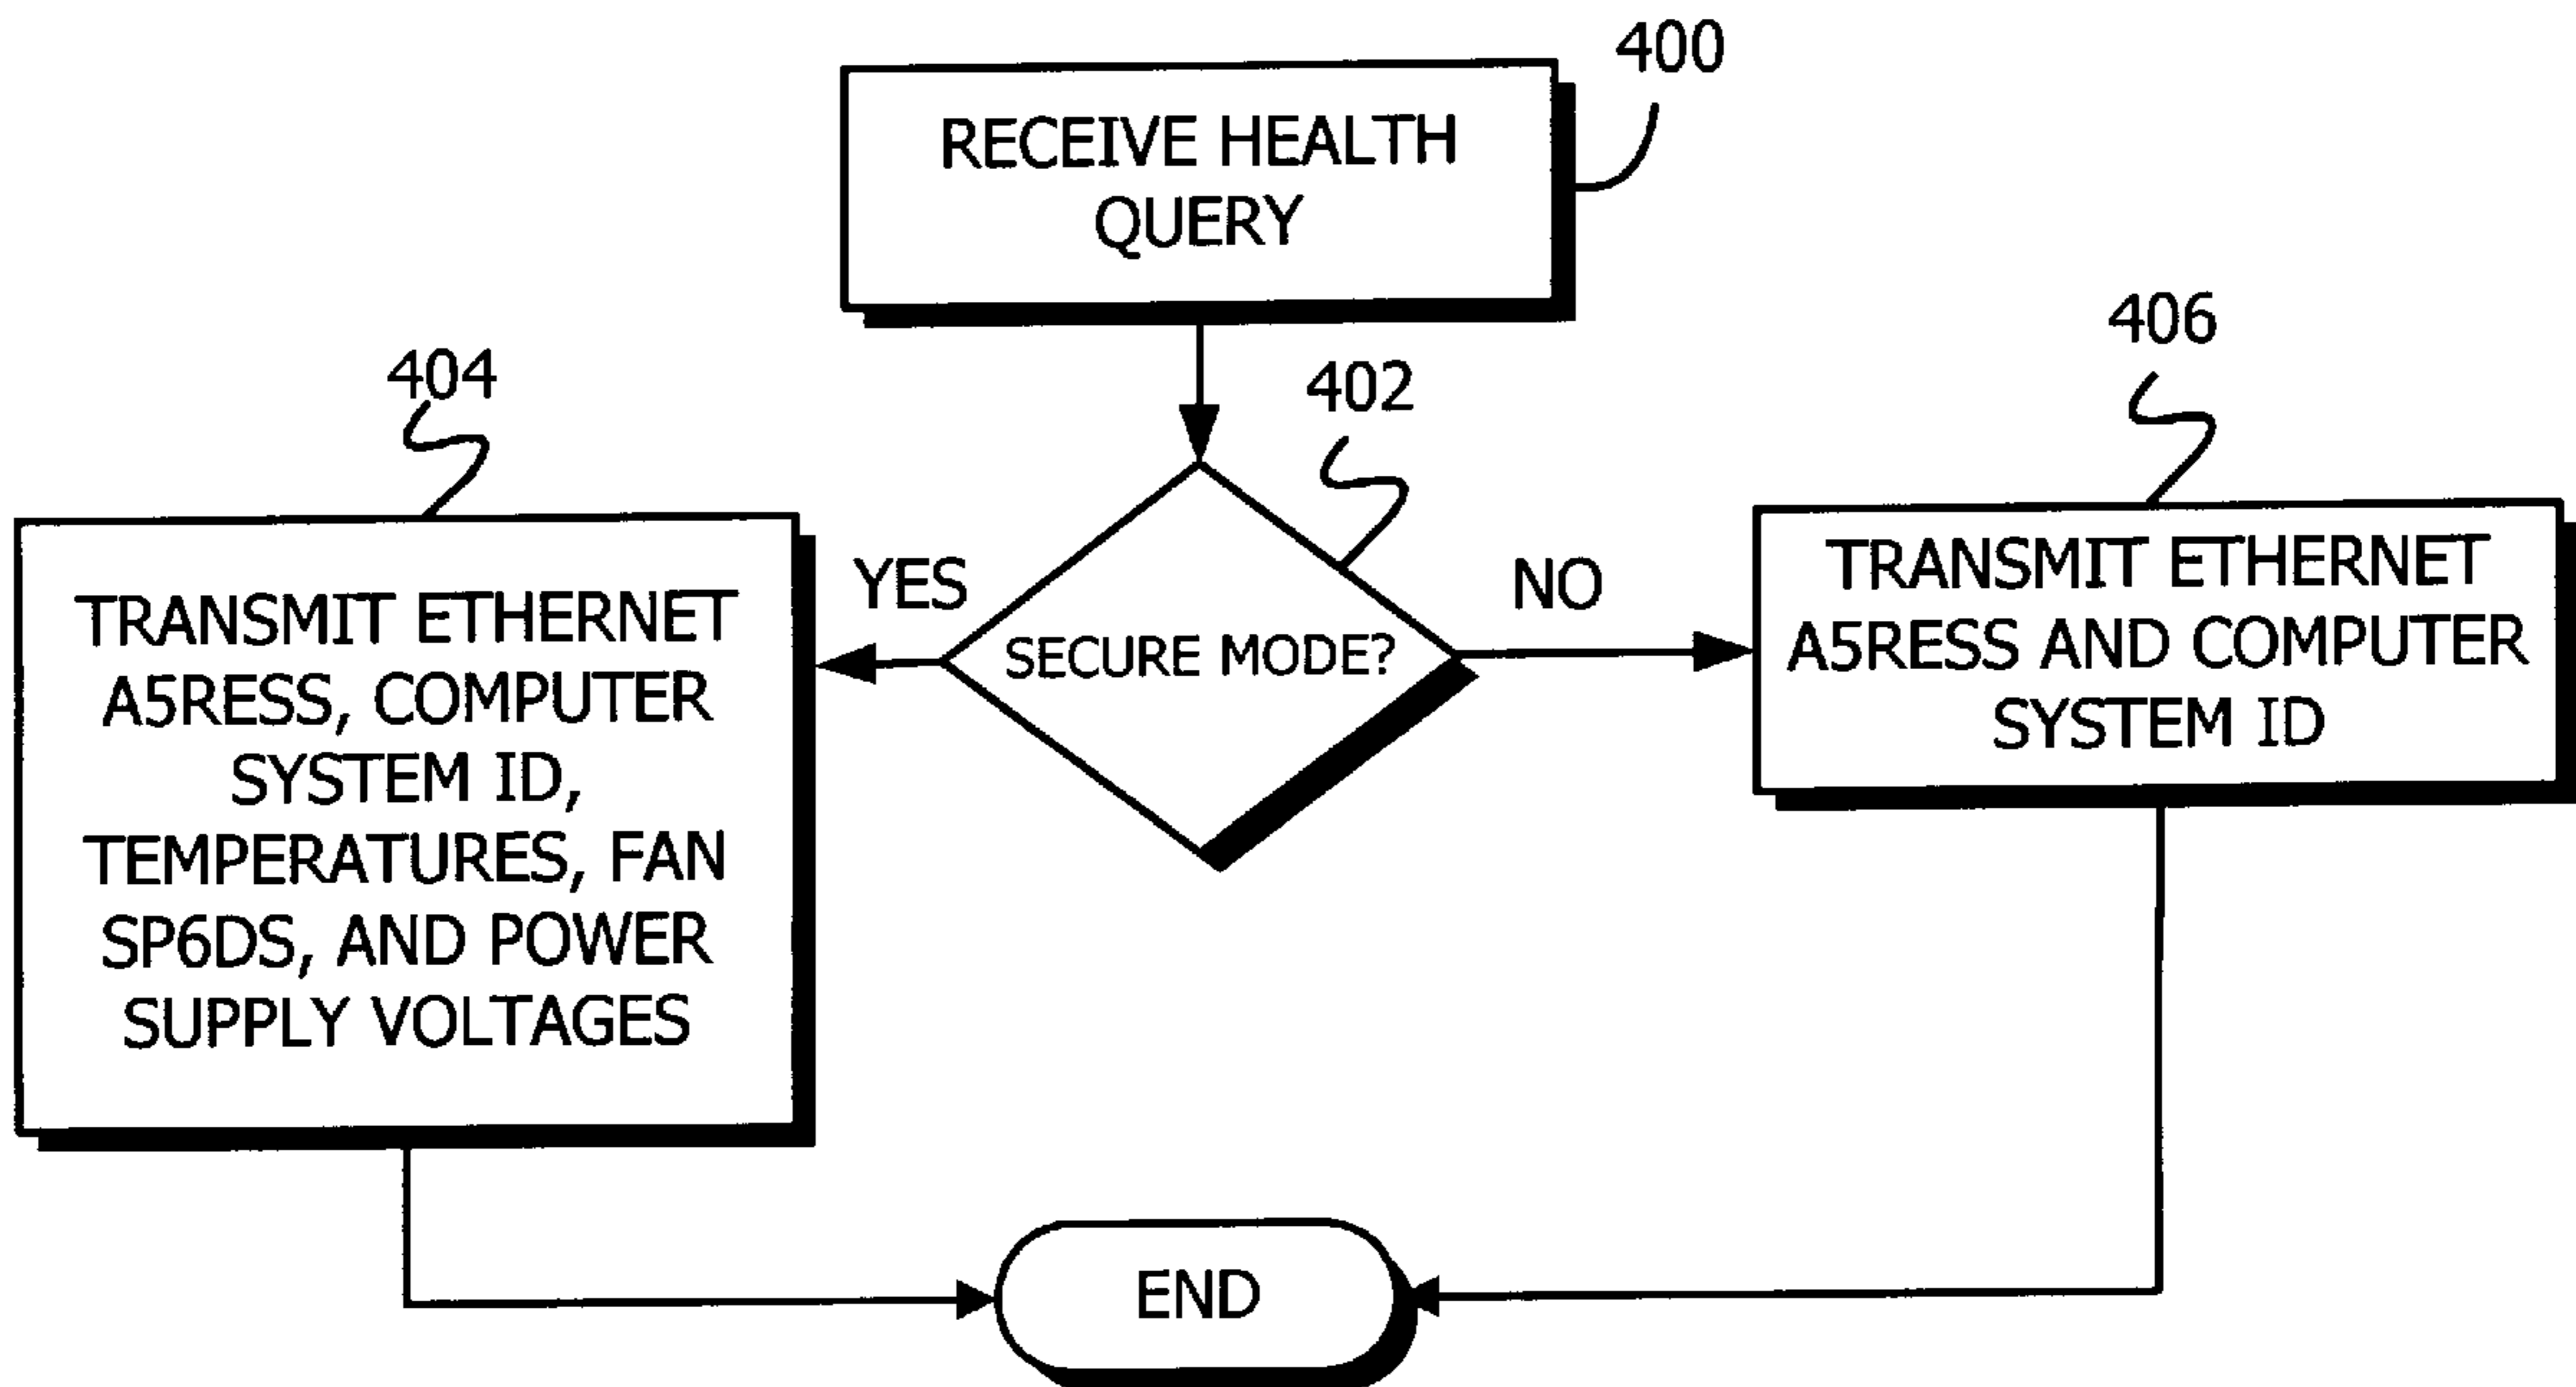 400
RECEIVE HEALTH
QUERY
402
SECURE MODE?
YES
NO
404
TRANSMIT ETHERNET
A5RESS, COMPUTER
SYSTEM ID,
TEMPERATURES, FAN
SP6DS, AND POWER
SUPPLY VOLTAGES
406
TRANSMIT ETHERNET
A5RESS AND COMPUTER
SYSTEM ID
END